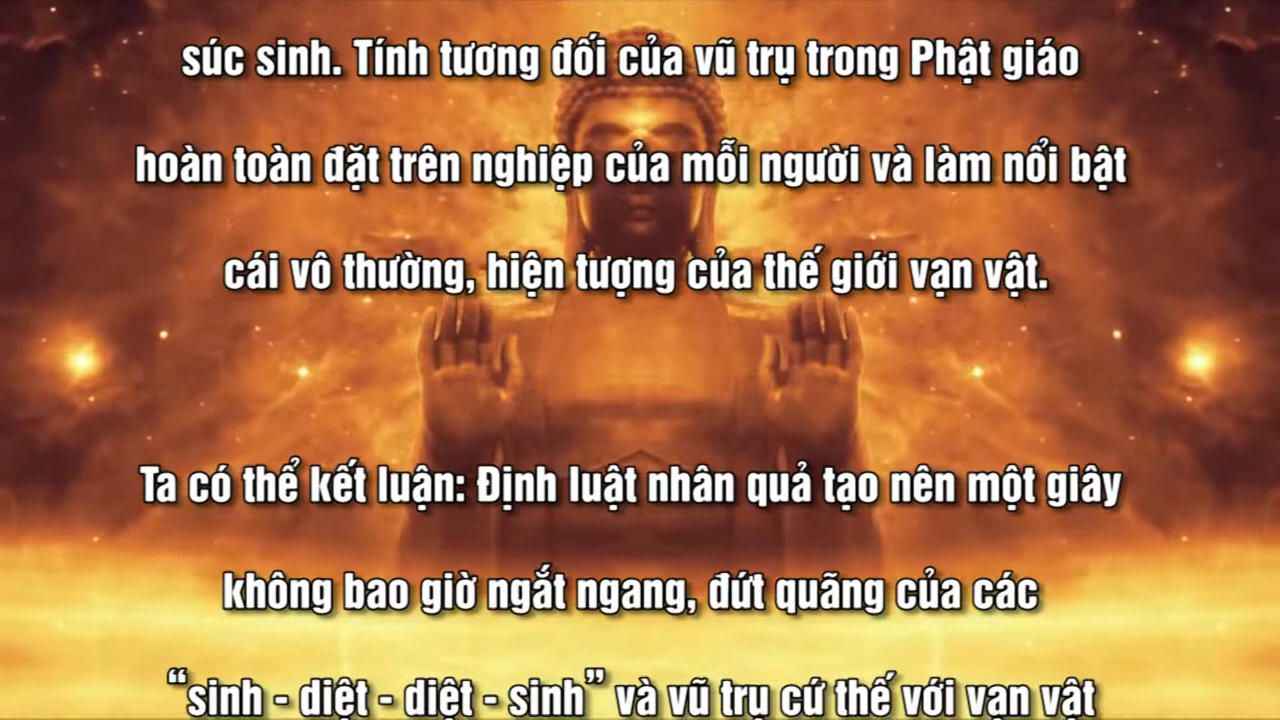 súc sinh. Tính tương đối của vũ trụ trong Phật giáo
hoàn toàn đặt trên nghiệp của mỗi người và làm nổi bật
cái vô thường, hiện tượng của thế giới vạn vật.
Ta có thể kết luận: Định luật nhân quả tạo nên một giây
không bao giờ ngắt ngang, đứt quãng của các
“sinh - diệt - diệt - sinh” và vũ trụ cứ thế với vạn vật